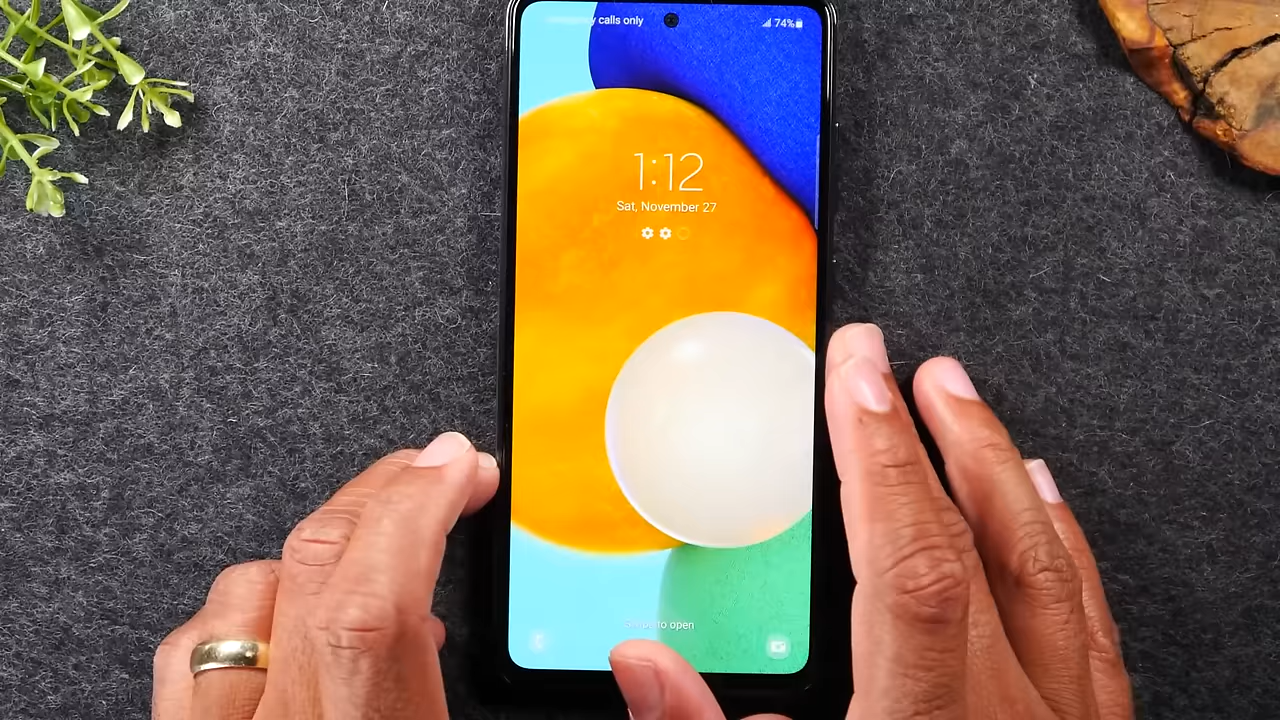 calls only
74%
1:12
Sat, November 27
to open